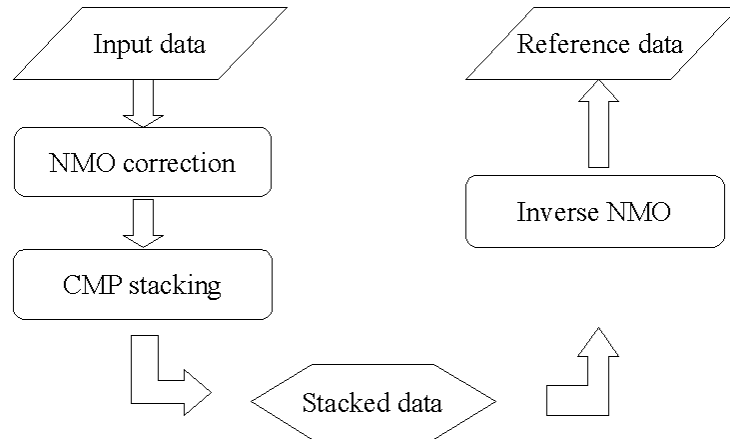 Input data
NMO correction
CMP stacking
Stacked data
Inverse NMO
Reference data